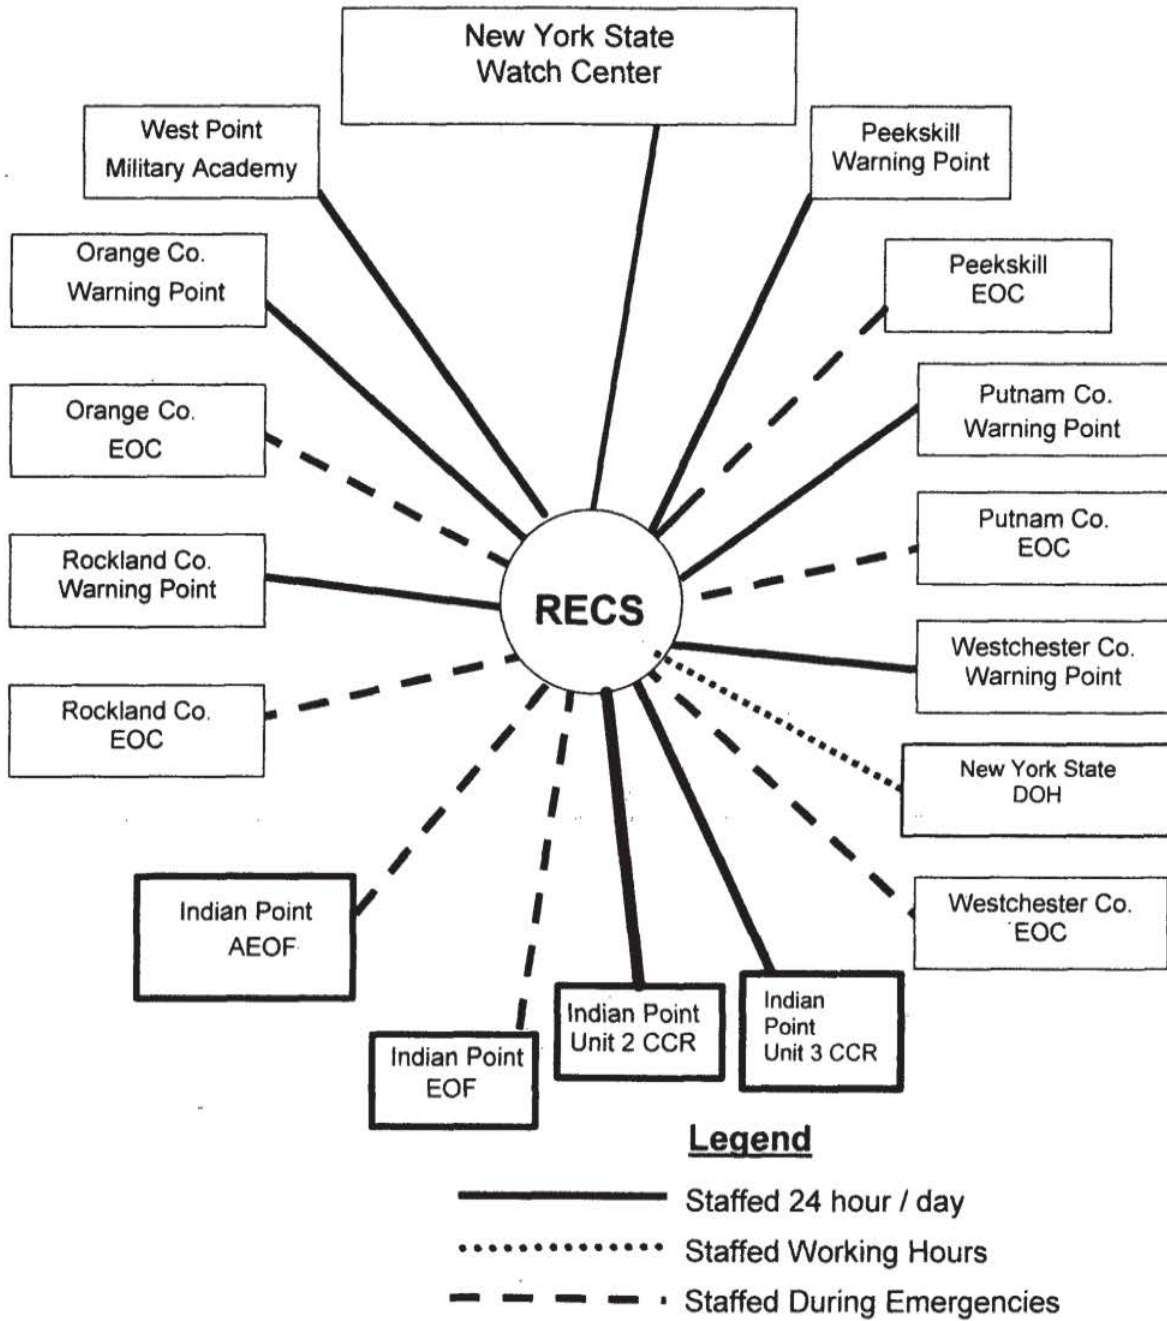 New York State
Watch Center
West Point
Military Academy
Peekskill
Warning Point
Orange Co.
Warning Point
Peekskill
EOC
Orange Co.
EOC
Putnam Co.
Warning Point
Rockland Co.
Warning Point
Putnam Co.
EOC
RECS
Westchester Co.
Warning Point
Rockland Co.
EOC
New York State
DOH
Indian Point
AEOF
Westchester Co.
EOC
Indian Point
EOF
Indian Point
Unit 2 CCR
Indian
Point
Unit 3 CCR
Legend
Staffed 24 hour / day
Staffed Working Hours
Staffed During Emergencies